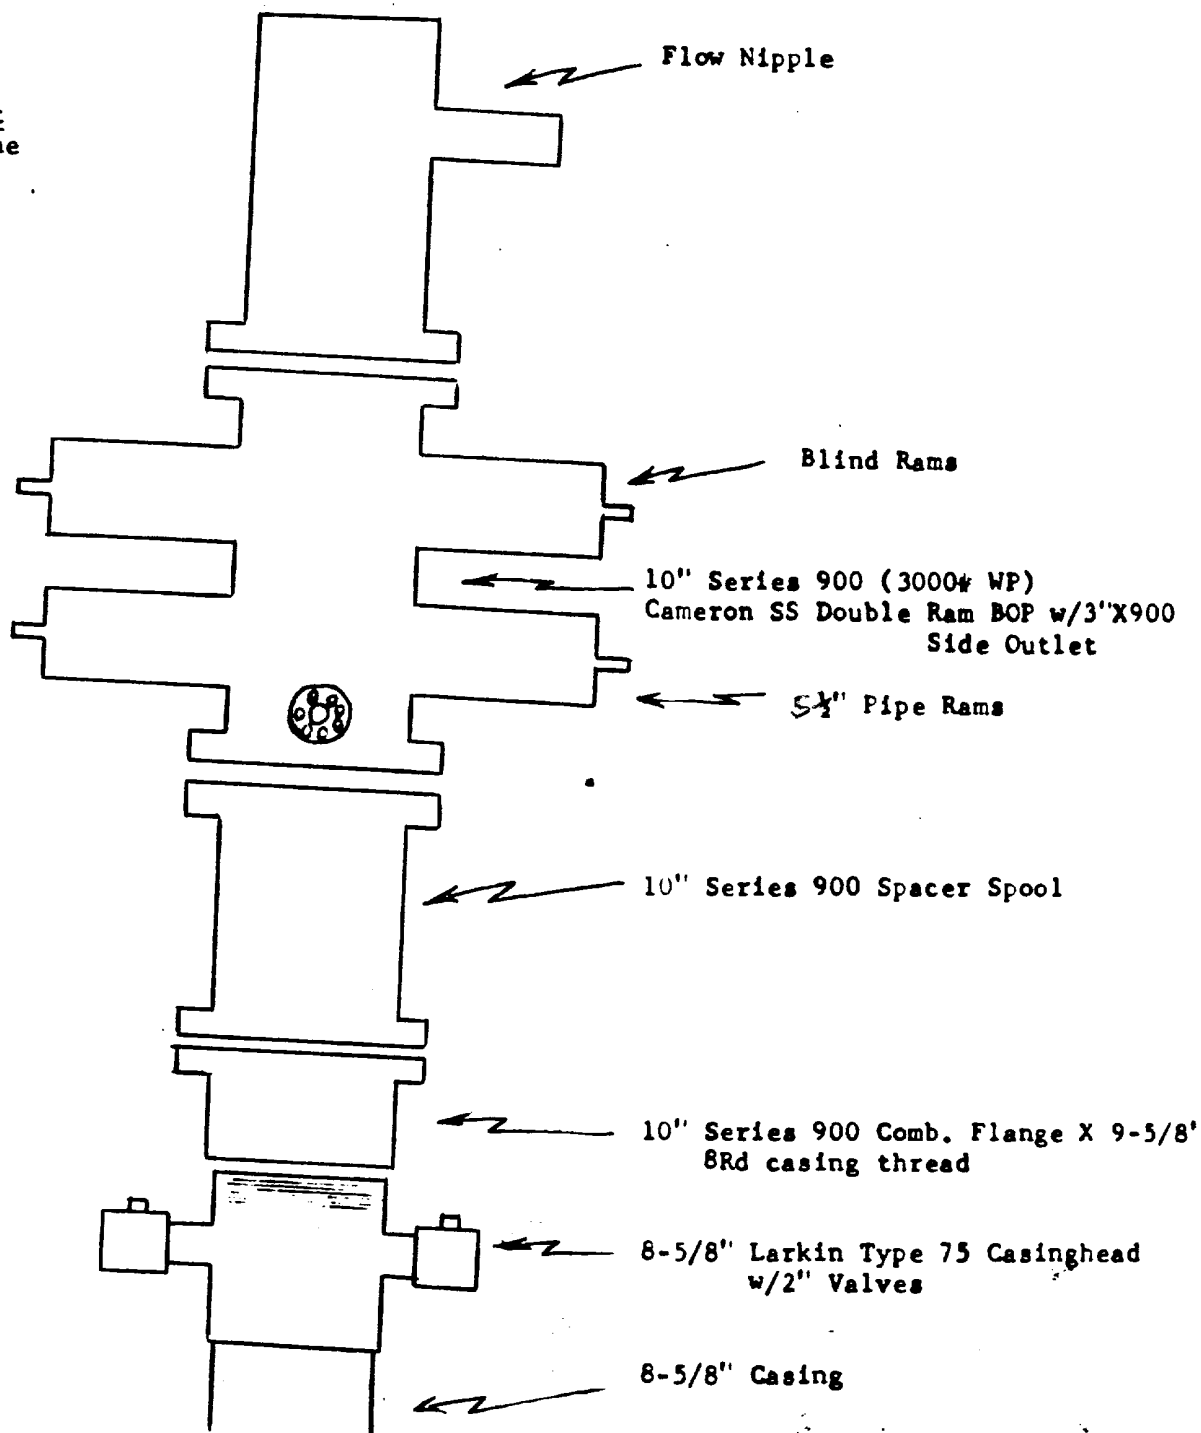 Flow Nipple
Blind Rams
10" Series 900 (3000# WP)
Cameron SS Double Ram BOP w/3"X900
Side Outlet
5½" Pipe Rams
10" Series 900 Spacer Spool
10" Series 900 Comb. Flange X 9-5/8'
8Rd casing thread
8-5/8" Larkin Type 75 Casinghead
w/2" Valves
8-5/8" Casing